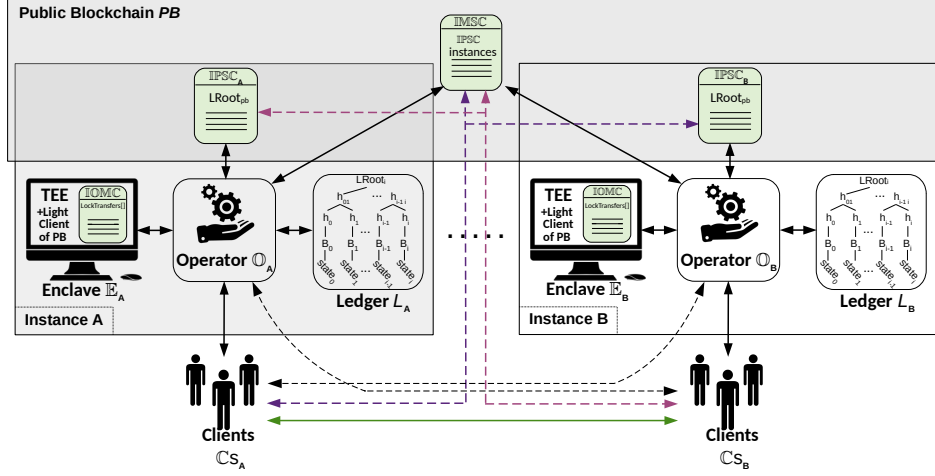 Public Blockchain PB
𝕀𝕄𝕊ℂ
𝕀ℙ𝕊ℂ
instances
𝕀ℙ𝕊ℂ_A
LRoot_pb
𝕀ℙ𝕊ℂ_B
LRoot_pb
TEE
+Light
Client
of PB
𝕀𝕆𝕄ℂ
LockTransfers[]
Enclave 𝔼_A
Operator 𝕆_A
LRoot_i
h_01 ... h_i-1 i
h_0 h_1 ... h_i-1 h_i
B_0 B_1 B_i-1 B_i
state_0 state_1 ... state_i-1 state_i
Ledger L_A
Instance A
.....
TEE
+Light
Client
of PB
𝕀𝕆𝕄ℂ
LockTransfers[]
Enclave 𝔼_B
Operator 𝕆_B
LRoot_i
h_01 ... h_i-1 i
h_0 h_1 ... h_i-1 h_i
B_0 B_1 B_i-1 B_i
state_0 state_1 ... state_i-1 state_i
Ledger L_B
Instance B
Clients
ℂs_A
Clients
ℂs_B